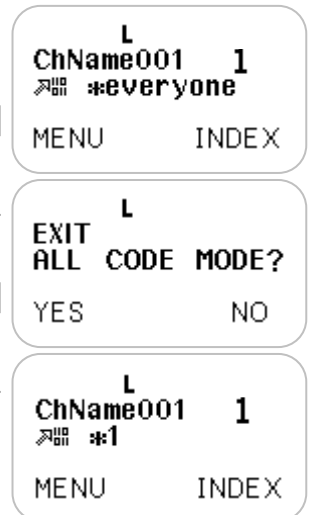 L
ChName001 1
*everyone
MENU INDEX
L
EXIT
ALL CODE MODE?
YES NO
L
ChName001 1
*1
MENU INDEX